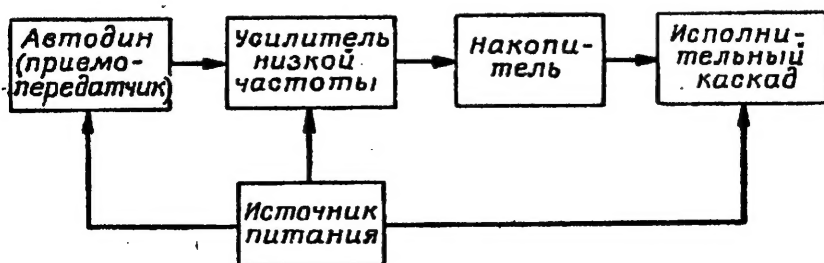 Автодин
(приемо-
передатчик)
Усилитель
низкой
частоты
Накопи-
тель
Исполни-
тельный
каскад
Источник
питания